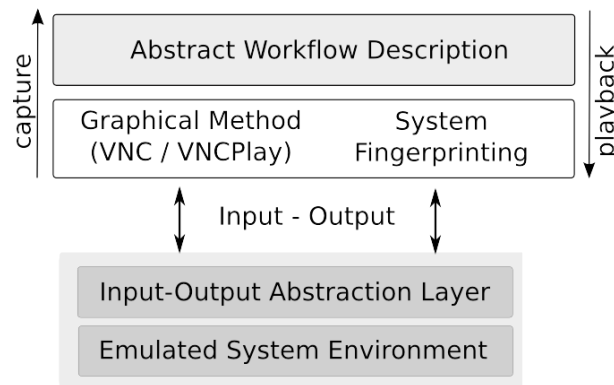 Abstract Workflow Description
capture
playback
Graphical Method
(VNC / VNCPlay)
System
Fingerprinting
Input - Output
Input-Output Abstraction Layer
Emulated System Environment